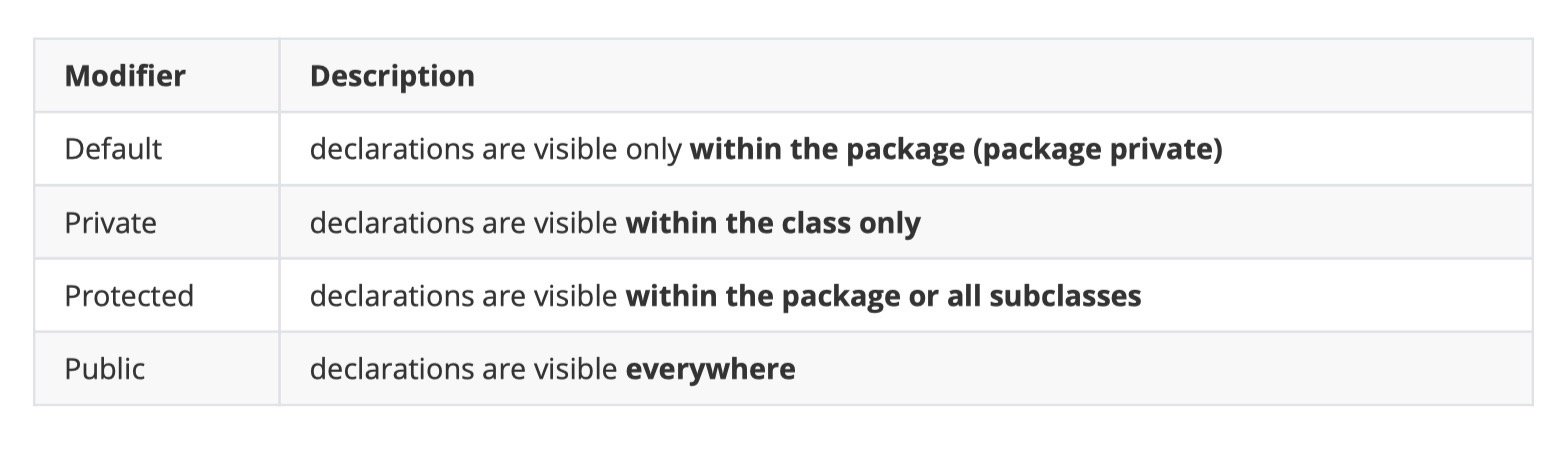 Modifier Description
Default declarations are visible only within the package (package private)
Private declarations are visible within the class only
Protected declarations are visible within the package or all subclasses
Public declarations are visible everywhere